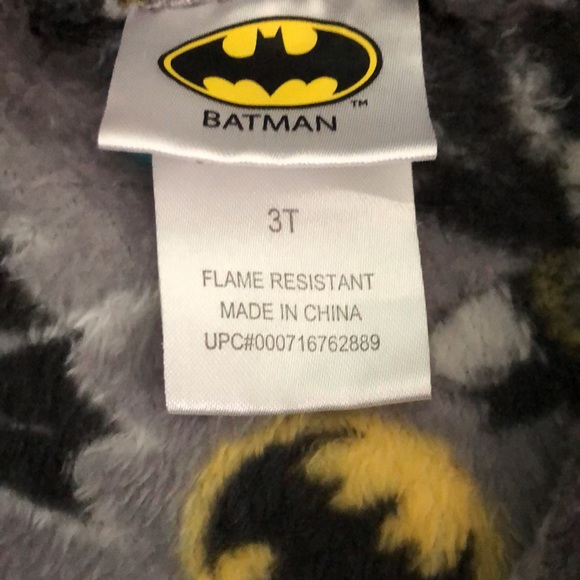 TM
BATMAN
3T
FLAME RESISTANT
MADE IN CHINA
UPC#000716762889